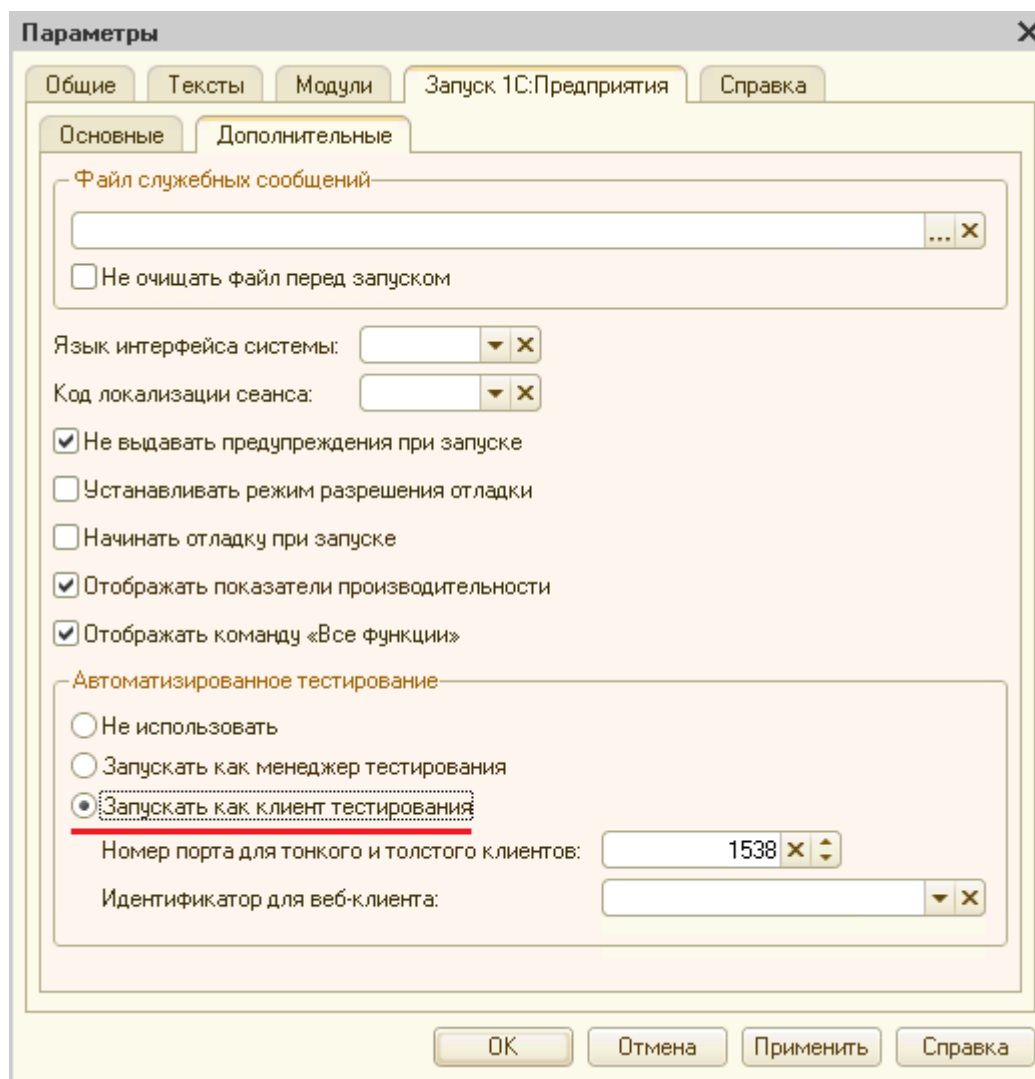 Параметры
Общие Тексты Модули Запуск 1С:Предприятия Справка
Основные Дополнительные
Файл служебных сообщений
...
Не очищать файл перед запуском
Язык интерфейса системы:
Код локализации сеанса:
Не выдавать предупреждения при запуске
Устанавливать режим разрешения отладки
Начинать отладку при запуске
Отображать показатели производительности
Отображать команду «Все функции»
Автоматизированное тестирование
Не использовать
Запускать как менеджер тестирования
Запускать как клиент тестирования
Номер порта для тонкого и толстого клиентов: 1538
Идентификатор для веб-клиента:
OK Отмена Применить Справка